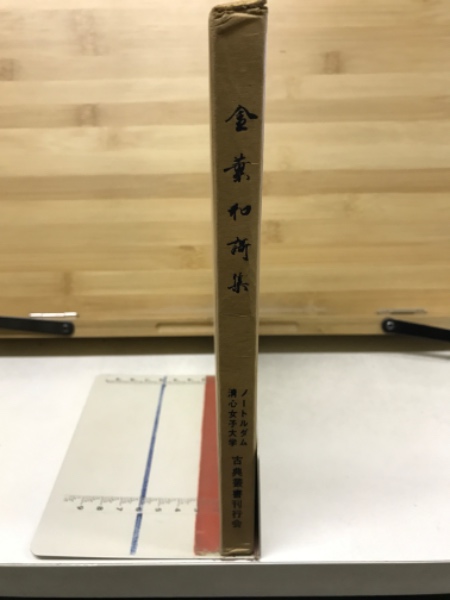 金葉和謌集
ノートルダム
清心女子大学
古典叢書刊行会